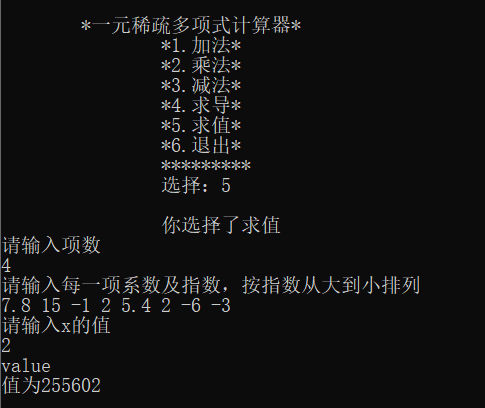 *一元稀疏多项式计算器*
*1.加法*
*2.乘法*
*3.减法*
*4.求导*
*5.求值*
*6.退出*
*********
选择：5
你选择了求值
请输入项数
4
请输入每一项系数及指数，按指数从大到小排列
7.8 15 -1 2 5.4 2 -6 -3
请输入x的值
2
value
值为255602